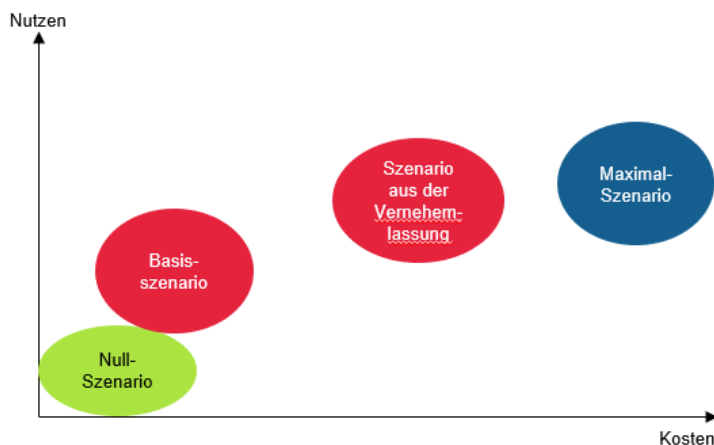 Nutzen
Szenario
aus der
Vernehem-
lassung
Maximal-
Szenario
Basis-
szenario
Null-
Szenario
Kosten